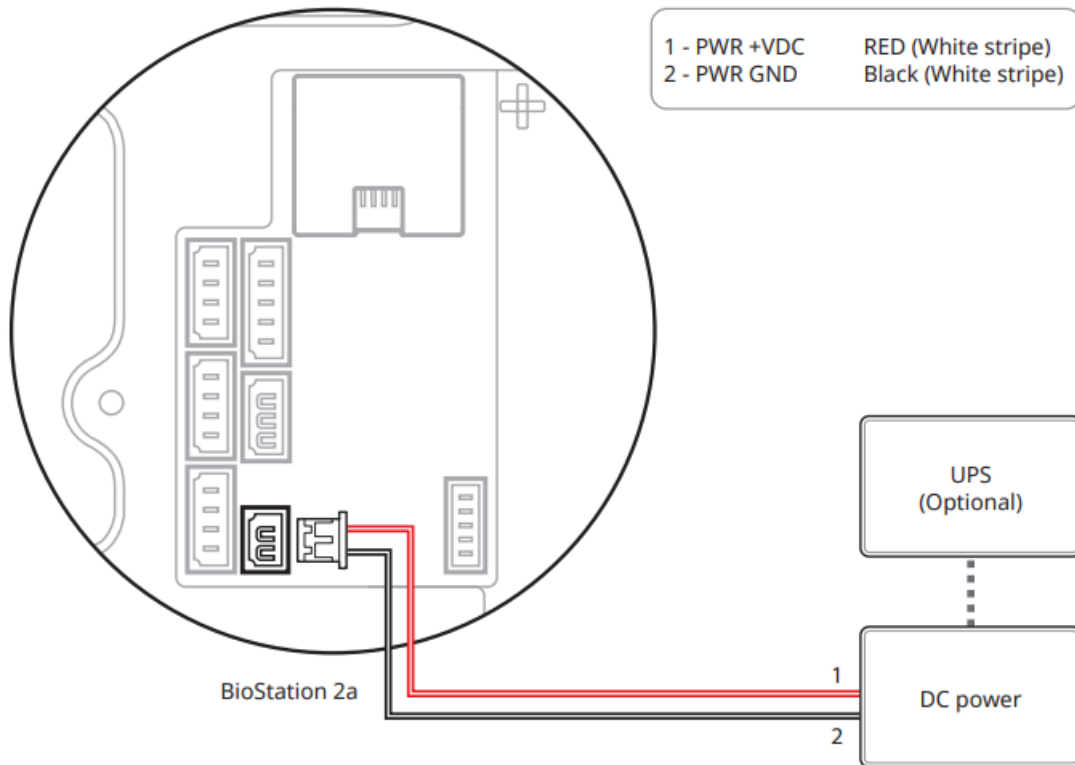 1 - PWR +VDC RED (White stripe)
2 - PWR GND Black (White stripe)
UPS
(Optional)
BioStation 2a
1
DC power
2